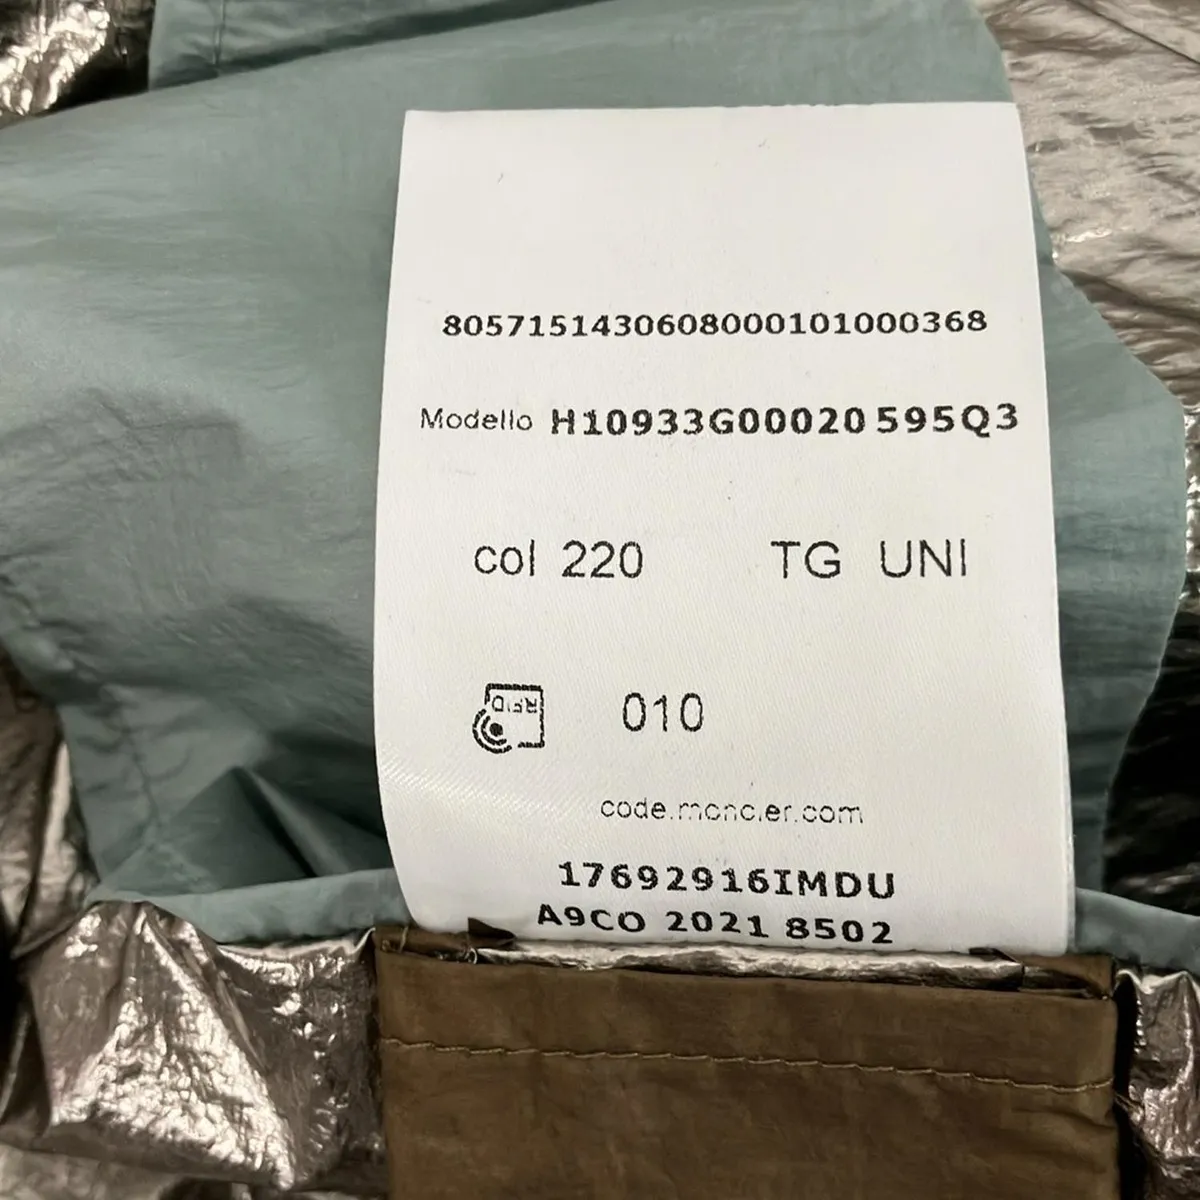 8057151430608000101000368
Modello H10933G00020 595Q3
col 220 TG UNI
RFID 010
code.moncler.com
17692916IMDU
A9CO 2021 8502